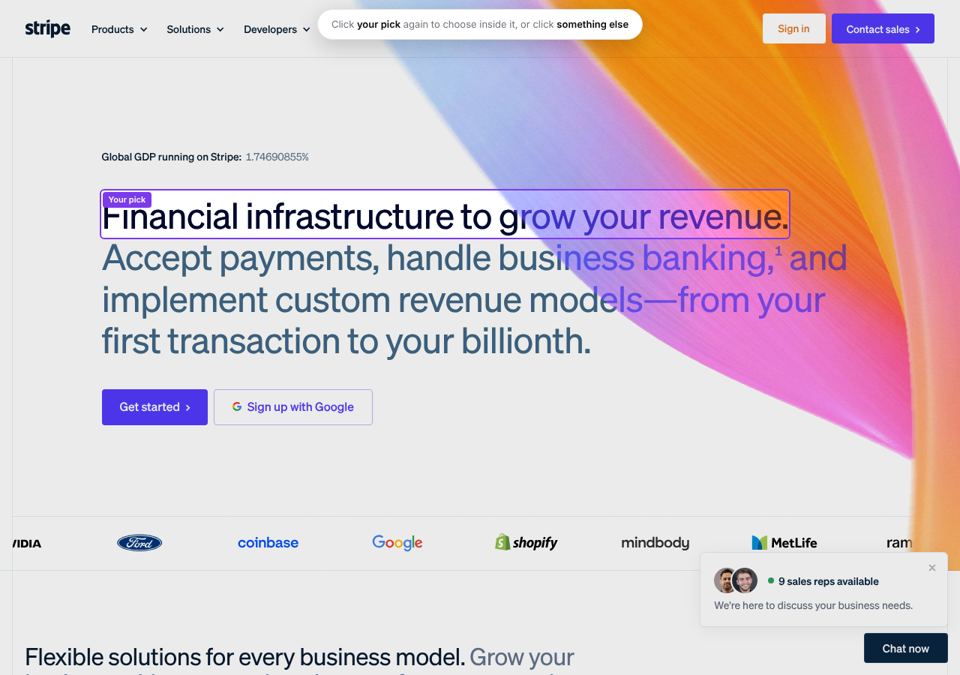 Click your pick again to choose inside it, or click something else
stripe
Products
Solutions
Developers
Sign in
Contact sales
Global GDP running on Stripe: 1.74690855%
Your pick
Financial infrastructure to grow your revenue.
Accept payments, handle business banking,¹ and
implement custom revenue models—from your
first transaction to your billionth.
Get started
G Sign up with Google
VIDIA
Ford
coinbase
Google
shopify
mindbody
MetLife
ram
9 sales reps available
We're here to discuss your business needs.
Chat now
Flexible solutions for every business model. Grow your